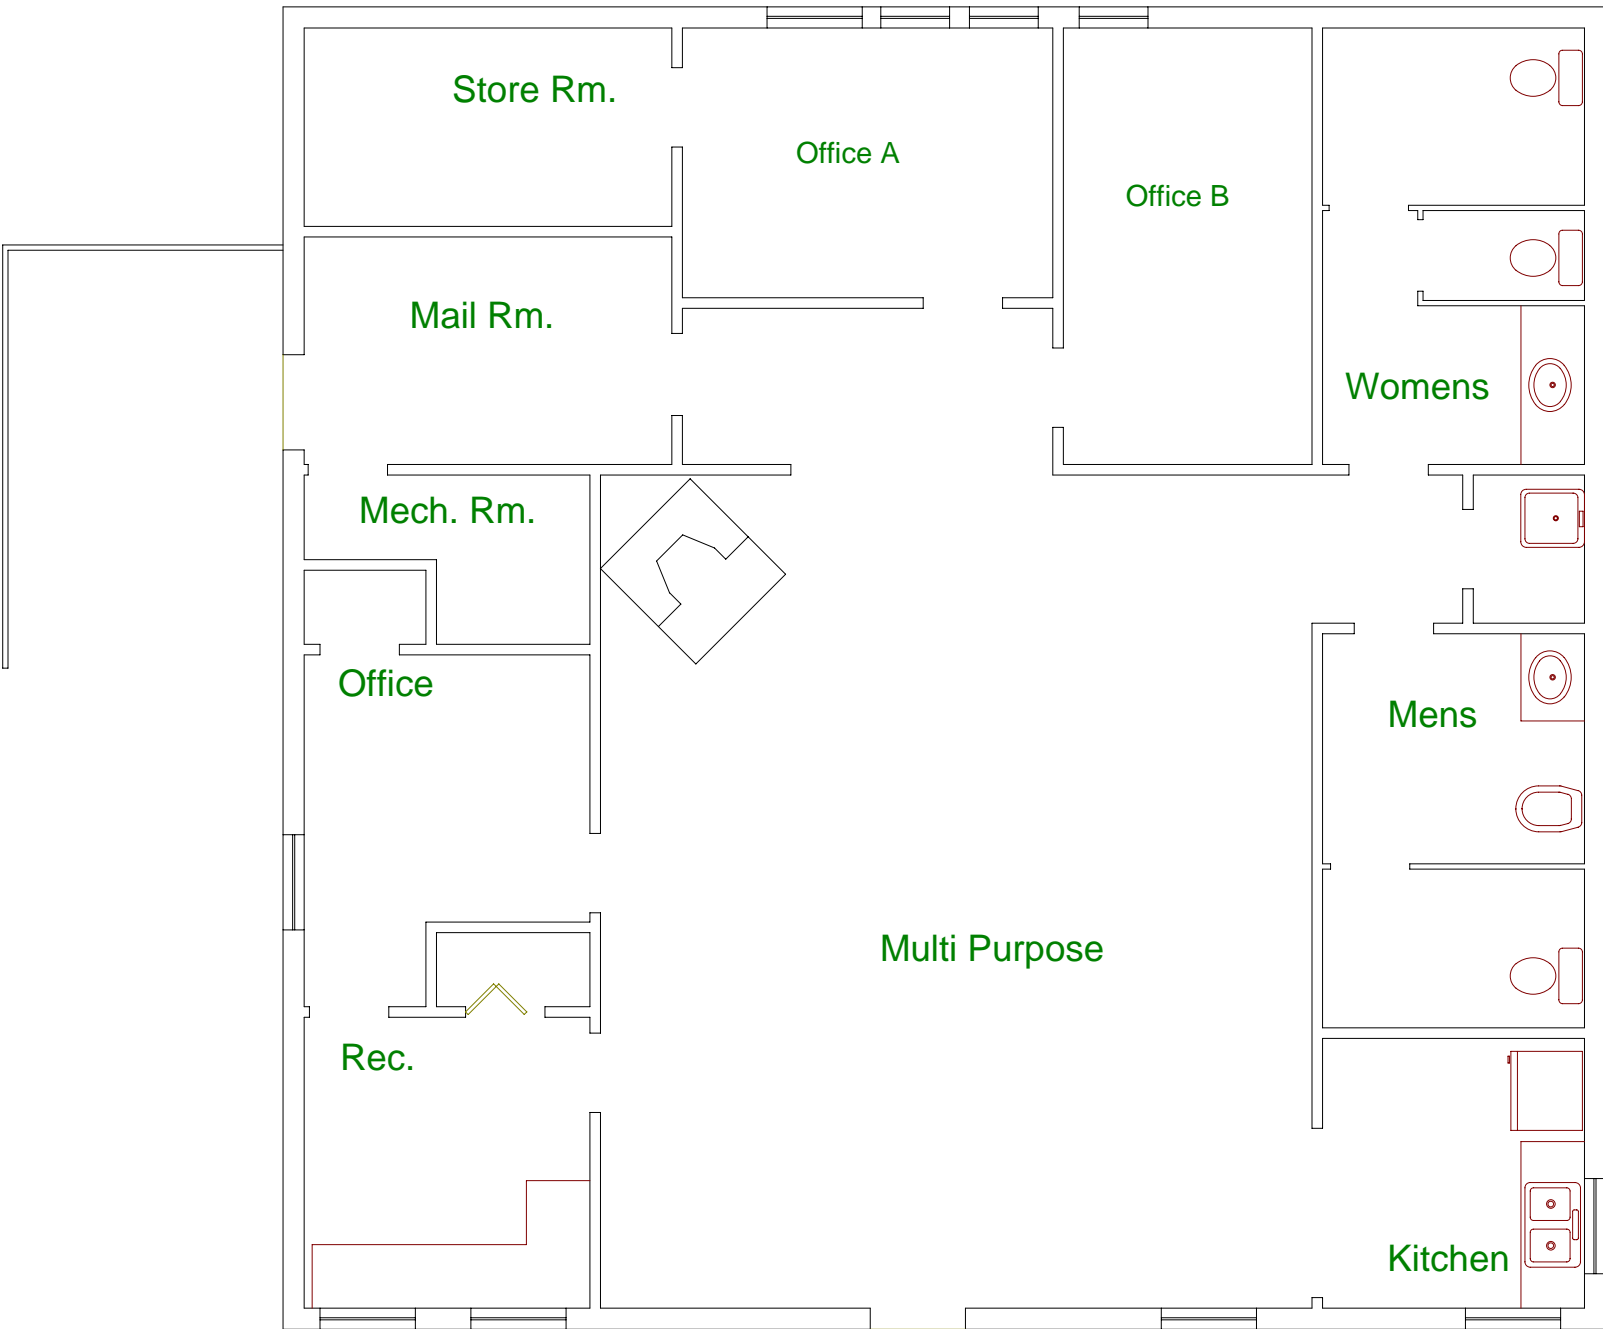 Store Rm.
Office A
Office B
Mail Rm.
Womens
Mech. Rm.
Office
Mens
Multi Purpose
Rec.
Kitchen